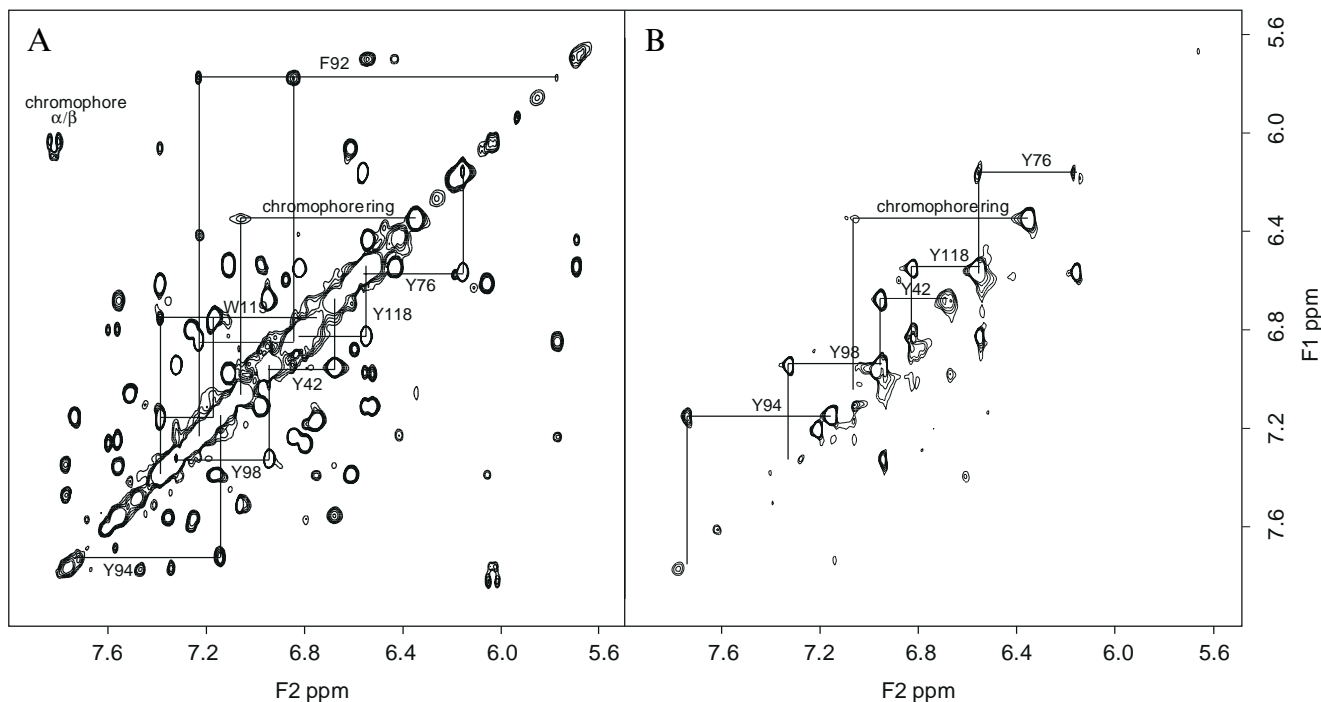 A
F92
chromophore
α/β
chromophore ring
W119
Y76
Y118
Y42
Y98
Y94
7.6 7.2 6.8 6.4 6.0 5.6
F2 ppm
B
Y76
chromophore ring
Y118
Y42
Y98
Y94
7.6 7.2 6.8 6.4 6.0 5.6
F2 ppm
5.6
6.0
6.4
6.8
7.2
7.6
F1 ppm